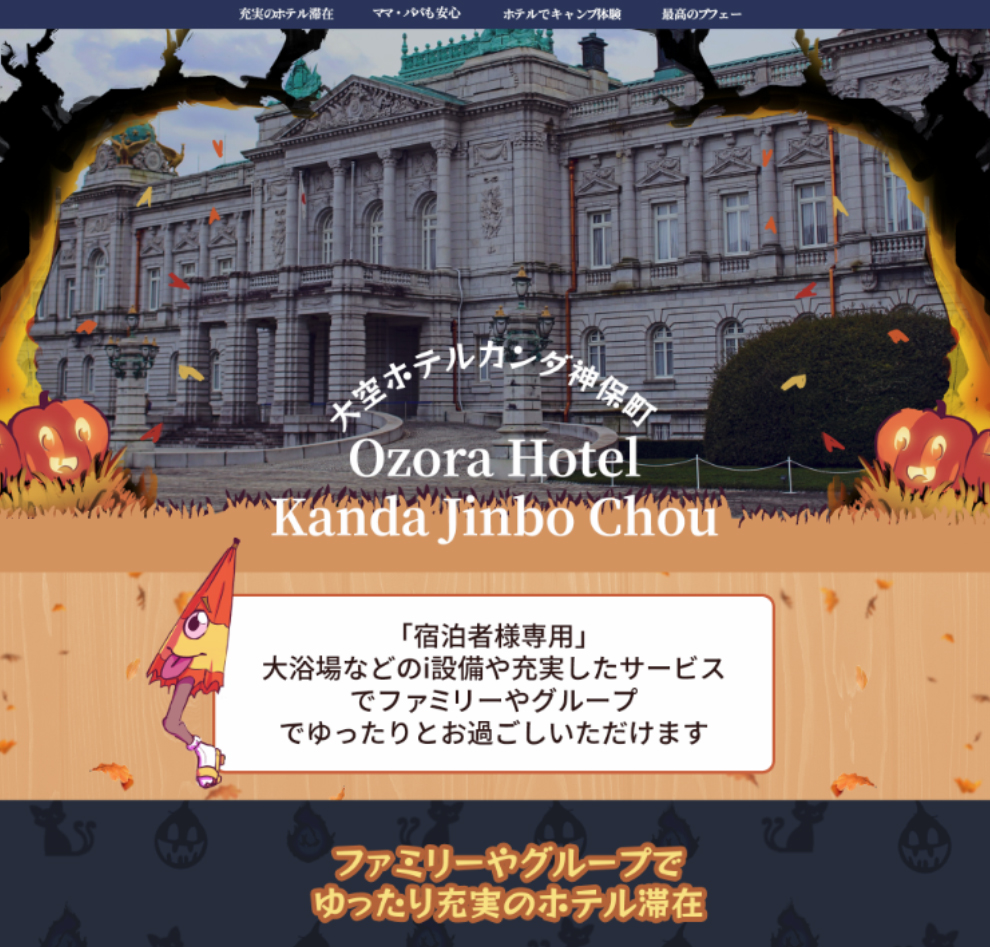 充実のホテル滞在
ママ・パパも安心
ホテルでキャンプ体験
最高のブフェー
大空ホテルカンダ神保町
Ozora Hotel
Kanda Jinbo Chou
「宿泊者様専用」
大浴場などのi設備や充実したサービス
でファミリーやグループ
でゆったりとお過ごしいただけます
ファミリーやグループで
ゆったり充実のホテル滞在